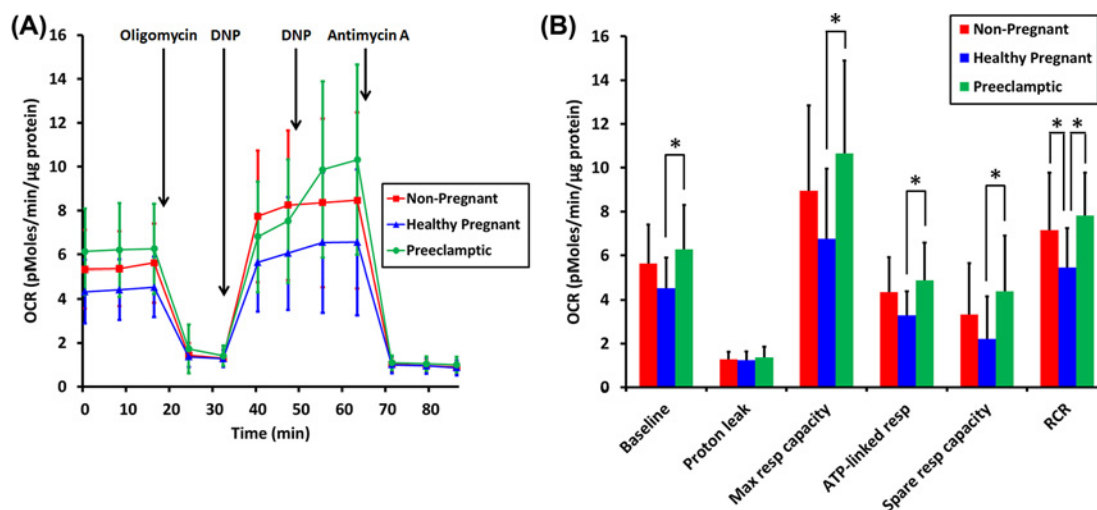 (A)
Oligomycin DNP DNP Antimycin A
OCR (pMoles/min/µg protein)
16
14
12
10
8
6
4
2
0
0 10 20 30 40 50 60 70 80
Time (min)
Non-Pregnant
Healthy Pregnant
Preeclamptic
(B)
OCR (pMoles/min/µg protein)
16
14
12
10
8
6
4
2
0
* * * * * *
Non-Pregnant
Healthy Pregnant
Preeclamptic
Baseline
Proton leak
Max resp capacity
ATP-linked resp
Spare resp capacity
RCR